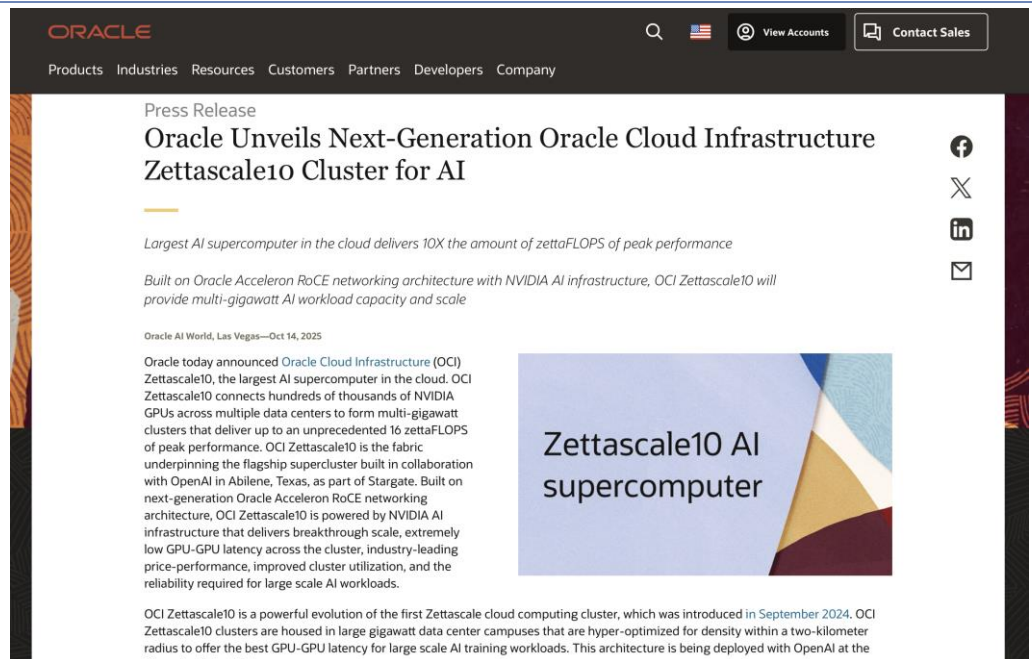 ORACLE
View Accounts
Contact Sales
Products Industries Resources Customers Partners Developers Company
Press Release
Oracle Unveils Next-Generation Oracle Cloud Infrastructure
Zettascale10 Cluster for AI
Largest AI supercomputer in the cloud delivers 10X the amount of zettaFLOPS of peak performance
Built on Oracle Acceleron RoCE networking architecture with NVIDIA AI infrastructure, OCI Zettascale10 will
provide multi-gigawatt AI workload capacity and scale
Oracle AI World, Las Vegas—Oct 14, 2025
Oracle today announced Oracle Cloud Infrastructure (OCI)
Zettascale10, the largest AI supercomputer in the cloud. OCI
Zettascale10 connects hundreds of thousands of NVIDIA
GPUs across multiple data centers to form multi-gigawatt
clusters that deliver up to an unprecedented 16 zettaFLOPS
of peak performance. OCI Zettascale10 is the fabric
underpinning the flagship supercluster built in collaboration
with OpenAI in Abilene, Texas, as part of Stargate. Built on
next-generation Oracle Acceleron RoCE networking
architecture, OCI Zettascale10 is powered by NVIDIA AI
infrastructure that delivers breakthrough scale, extremely
low GPU-GPU latency across the cluster, industry-leading
price-performance, improved cluster utilization, and the
reliability required for large scale AI workloads.
Zettascale10 AI
supercomputer
OCI Zettascale10 is a powerful evolution of the first Zettascale cloud computing cluster, which was introduced in September 2024. OCI
Zettascale10 clusters are housed in large gigawatt data center campuses that are hyper-optimized for density within a two-kilometer
radius to offer the best GPU-GPU latency for large scale AI training workloads. This architecture is being deployed with OpenAI at the